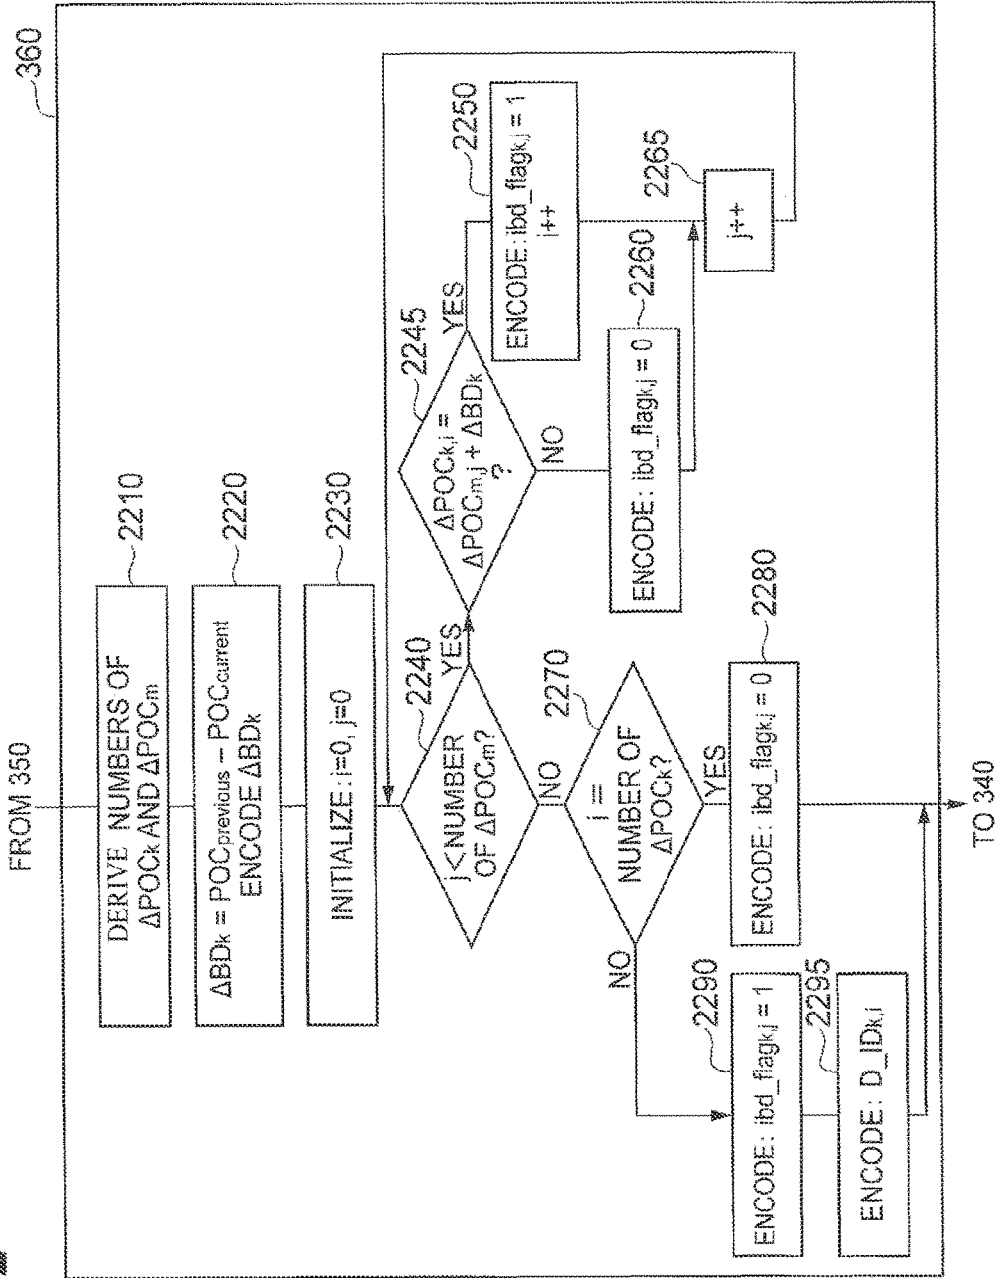 360
FROM 350
DERIVE NUMBERS OF
ΔPOCk AND ΔPOCm
2210
ΔBDk = POCprevious − POCcurrent
ENCODE ΔBDk
2220
INITIALIZE : i=0, j=0
2230
j<NUMBER
OF ΔPOCm?
2240
YES
NO
ΔPOCk,i =
ΔPOCm,j + ΔBDk
?
2245
YES
NO
ENCODE : ibd_flagk,j = 1
i++
2250
ENCODE : ibd_flagk,j = 0
2260
j++
2265
i ==
NUMBER OF
ΔPOCk?
2270
YES
NO
ENCODE : ibd_flagk,j = 0
2280
ENCODE : ibd_flagk,j = 1
2290
ENCODE : D_IDk,i
2295
TO 340